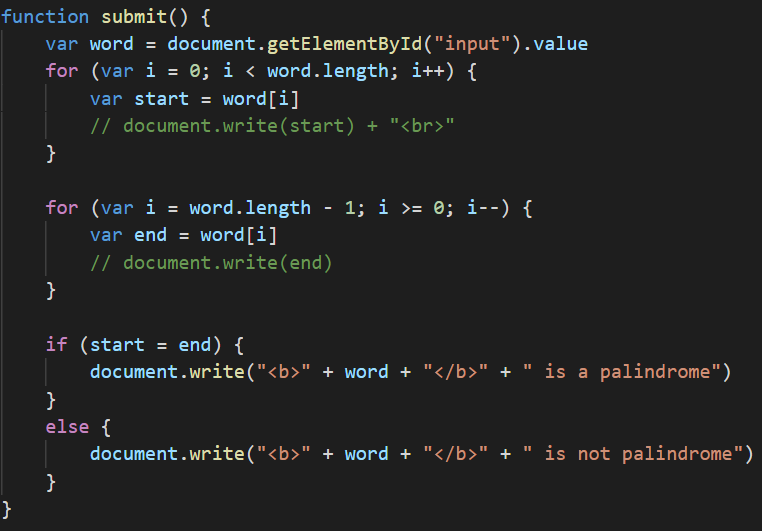 function submit() {
    var word = document.getElementById("input").value
    for (var i = 0; i < word.length; i++) {
        var start = word[i]
        // document.write(start) + "<br>"
    }

    for (var i = word.length - 1; i >= 0; i--) {
        var end = word[i]
        // document.write(end)
    }

    if (start = end) {
        document.write("<b>" + word + "</b>" + " is a palindrome")
    }
    else {
        document.write("<b>" + word + "</b>" + " is not palindrome")
    }
}